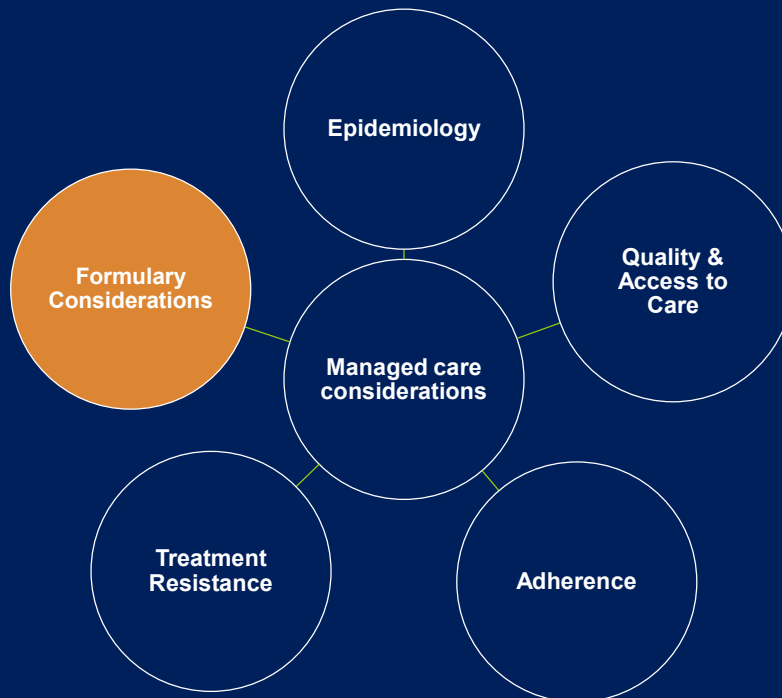 Epidemiology
Formulary
Considerations
Quality &
Access to
Care
Managed care
considerations
Treatment
Resistance
Adherence